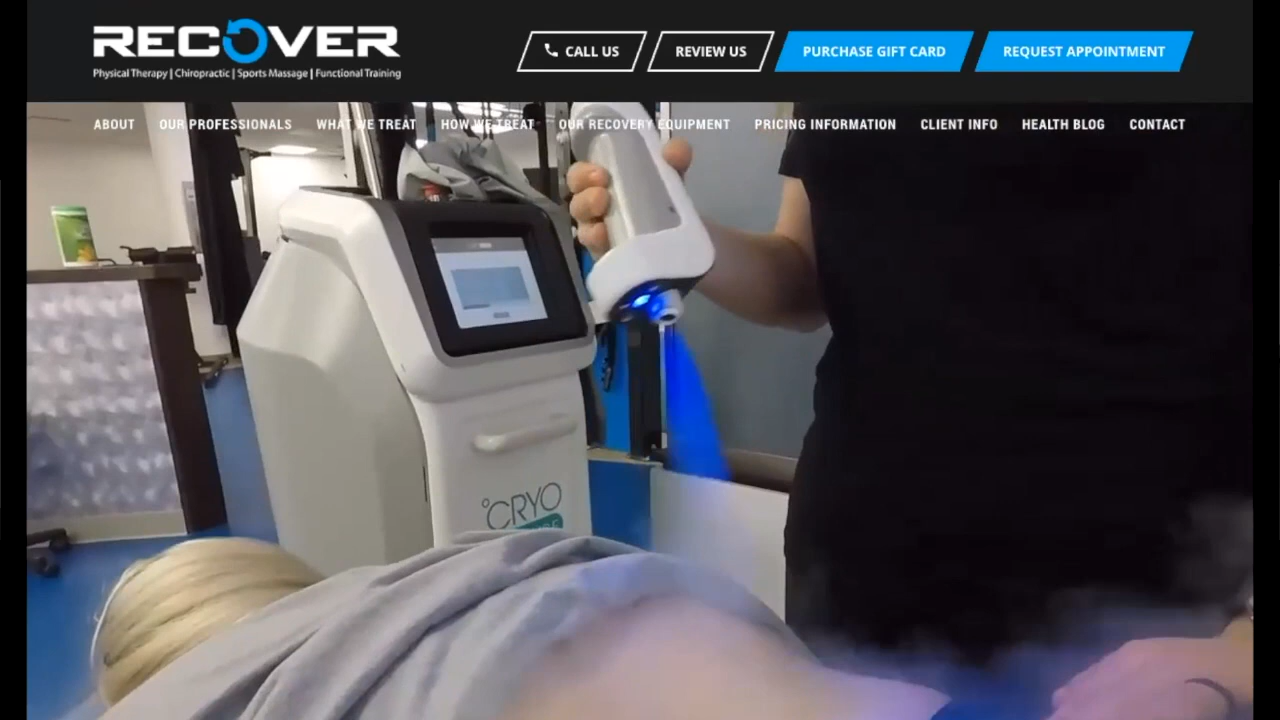 RECOVER
Physical Therapy | Chiropractic | Sports Massage | Functional Training
CALL US
REVIEW US
PURCHASE GIFT CARD
REQUEST APPOINTMENT
ABOUT
OUR PROFESSIONALS
WHAT WE TREAT
HOW WE TREAT
OUR RECOVERY EQUIPMENT
PRICING INFORMATION
CLIENT INFO
HEALTH BLOG
CONTACT
°CRYO